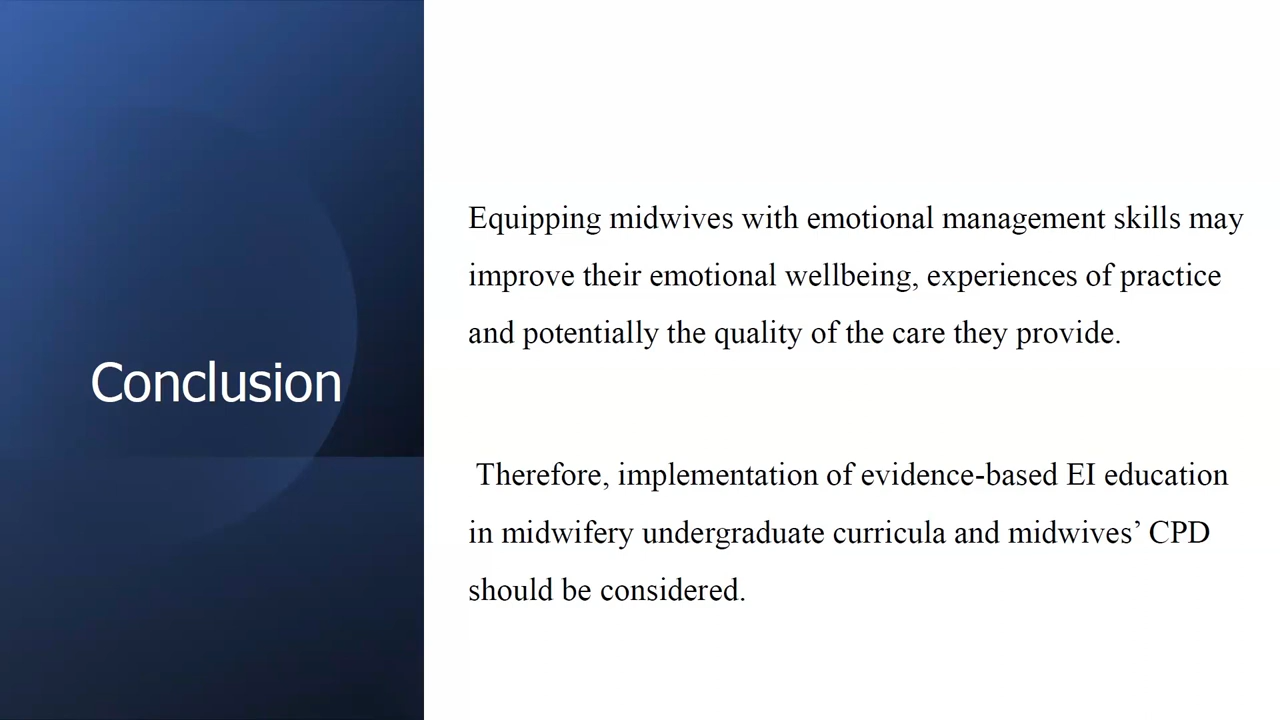 Conclusion
Equipping midwives with emotional management skills may
improve their emotional wellbeing, experiences of practice
and potentially the quality of the care they provide.
Therefore, implementation of evidence-based EI education
in midwifery undergraduate curricula and midwives’ CPD
should be considered.